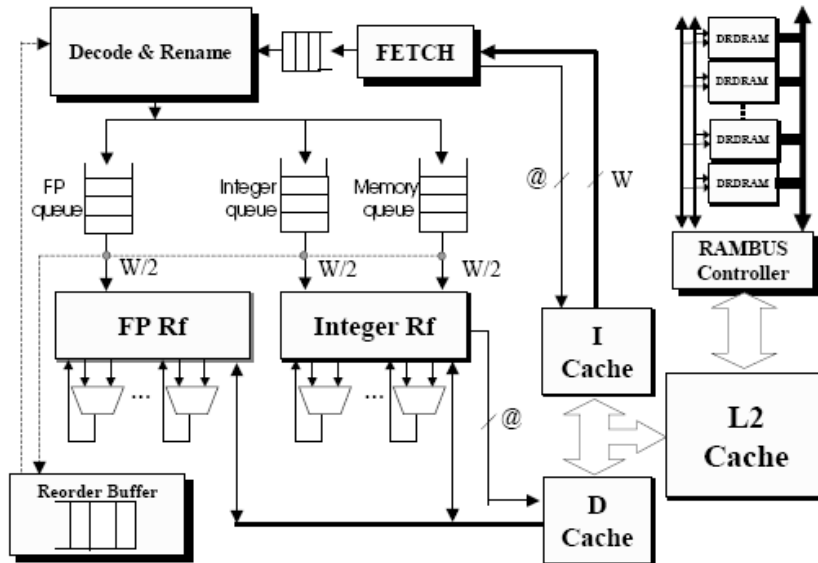 Decode & Rename
FETCH
DRDRAM
DRDRAM
DRDRAM
DRDRAM
FP
queue
Integer
queue
Memory
queue
@
W
W/2
W/2
W/2
RAMBUS
Controller
FP Rf
Integer Rf
I
Cache
@
L2
Cache
Reorder Buffer
D
Cache
...
...